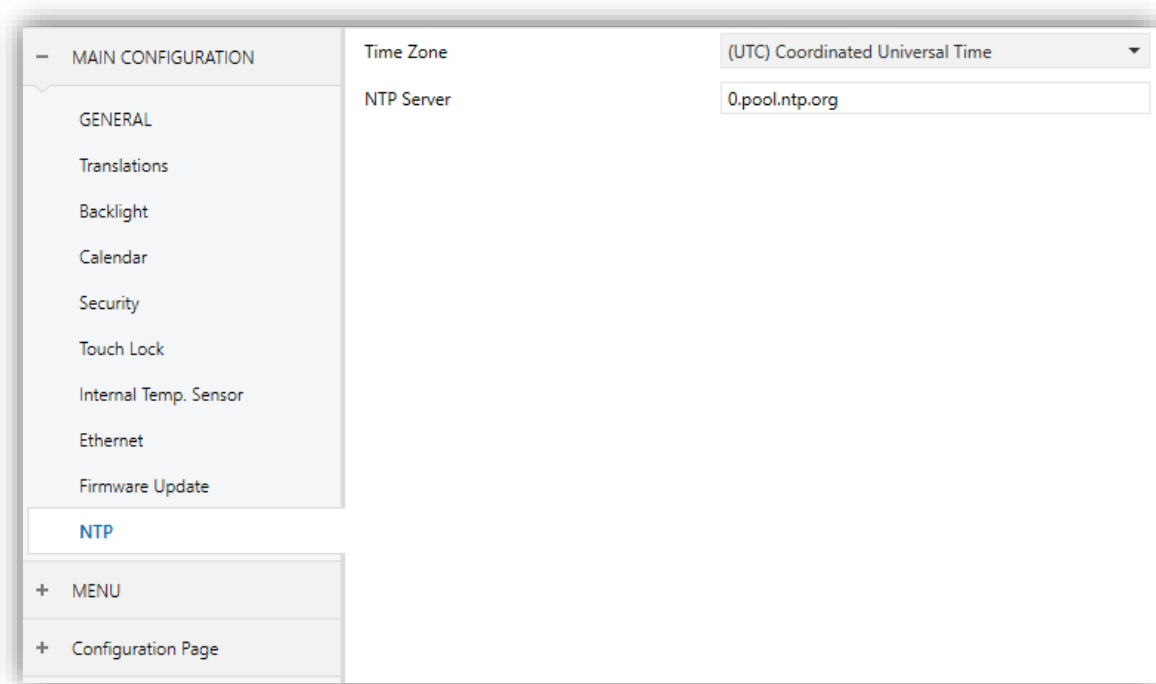 MAIN CONFIGURATION
GENERAL
Translations
Backlight
Calendar
Security
Touch Lock
Internal Temp. Sensor
Ethernet
Firmware Update
NTP
MENU
Configuration Page
Time Zone (UTC) Coordinated Universal Time
NTP Server 0.pool.ntp.org